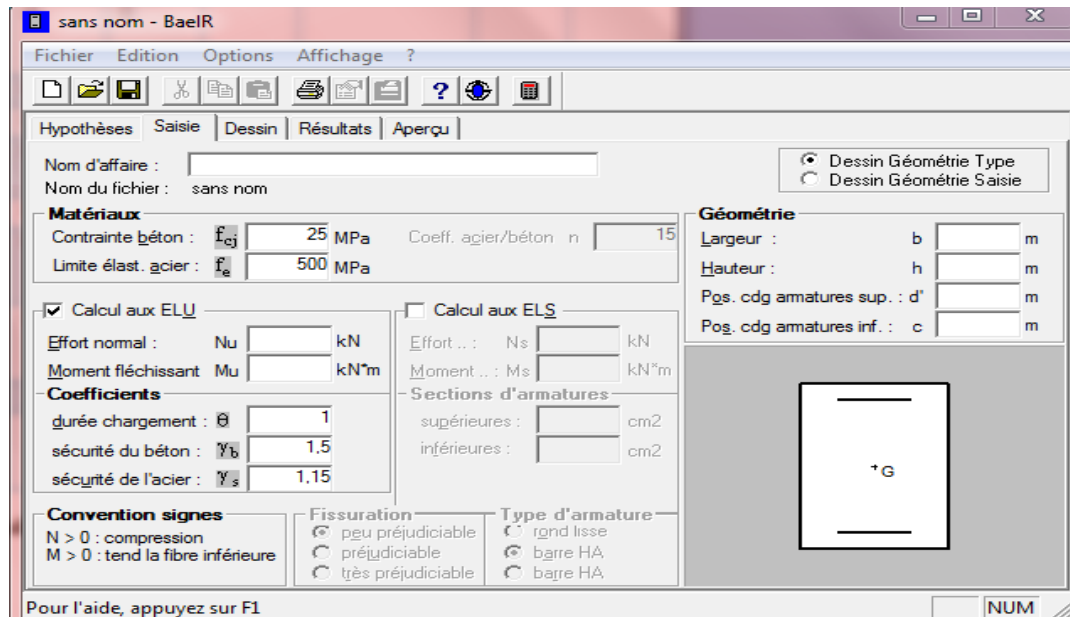 sans nom - BaelR
Fichier Edition Options Affichage ?
Hypothèses Saisie Dessin Résultats Aperçu
Nom d'affaire :
Nom du fichier : sans nom
Dessin Géométrie Type
Dessin Géométrie Saisie
Matériaux
Contrainte béton : fcj 25 MPa Coeff. acier/béton n 15
Limite élast. acier : fe 500 MPa
Géométrie
Largeur : b m
Hauteur : h m
Pos. cdg armatures sup. : d' m
Pos. cdg armatures inf. : c m
Calcul aux ELU
Effort normal : Nu kN
Moment fléchissant Mu kN*m
Calcul aux ELS
Effort .. : Ns kN
Moment .. : Ms kN*m
Coefficients
durée chargement : θ 1
sécurité du béton : γb 1,5
sécurité de l'acier : γs 1,15
Sections d'armatures
supérieures : cm2
inférieures : cm2
+G
Convention signes
N > 0 : compression
M > 0 : tend la fibre inférieure
Fissuration
peu préjudiciable
préjudiciable
très préjudiciable
Type d'armature
rond lisse
barre HA
barre HA
Pour l'aide, appuyez sur F1
NUM